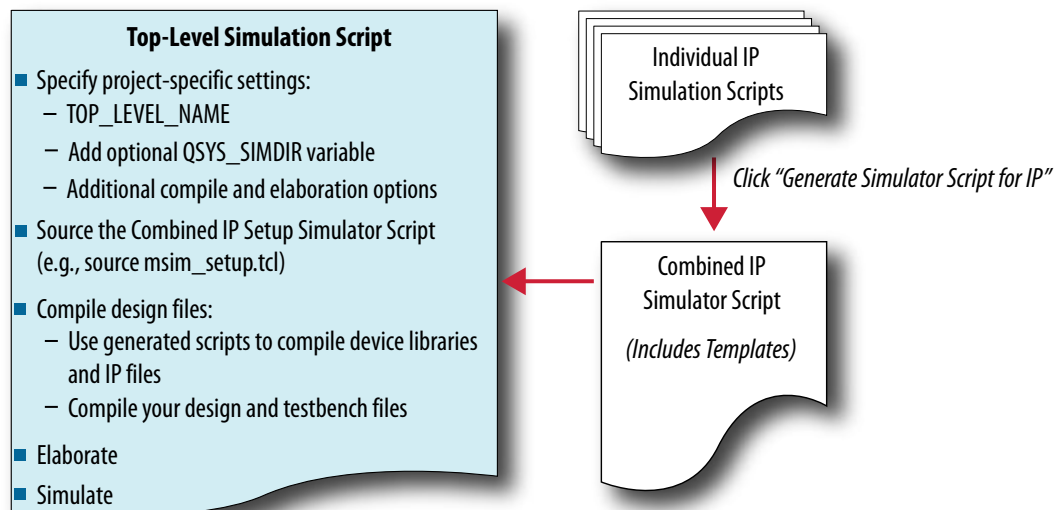 Top-Level Simulation Script
Specify project-specific settings:
– TOP_LEVEL_NAME
– Add optional QSYS_SIMDIR variable
– Additional compile and elaboration options
Source the Combined IP Setup Simulator Script
(e.g., source msim_setup.tcl)
Compile design files:
– Use generated scripts to compile device libraries
and IP files
– Compile your design and testbench files
Elaborate
Simulate
Individual IP
Simulation Scripts
Click “Generate Simulator Script for IP”
Combined IP
Simulator Script
(Includes Templates)